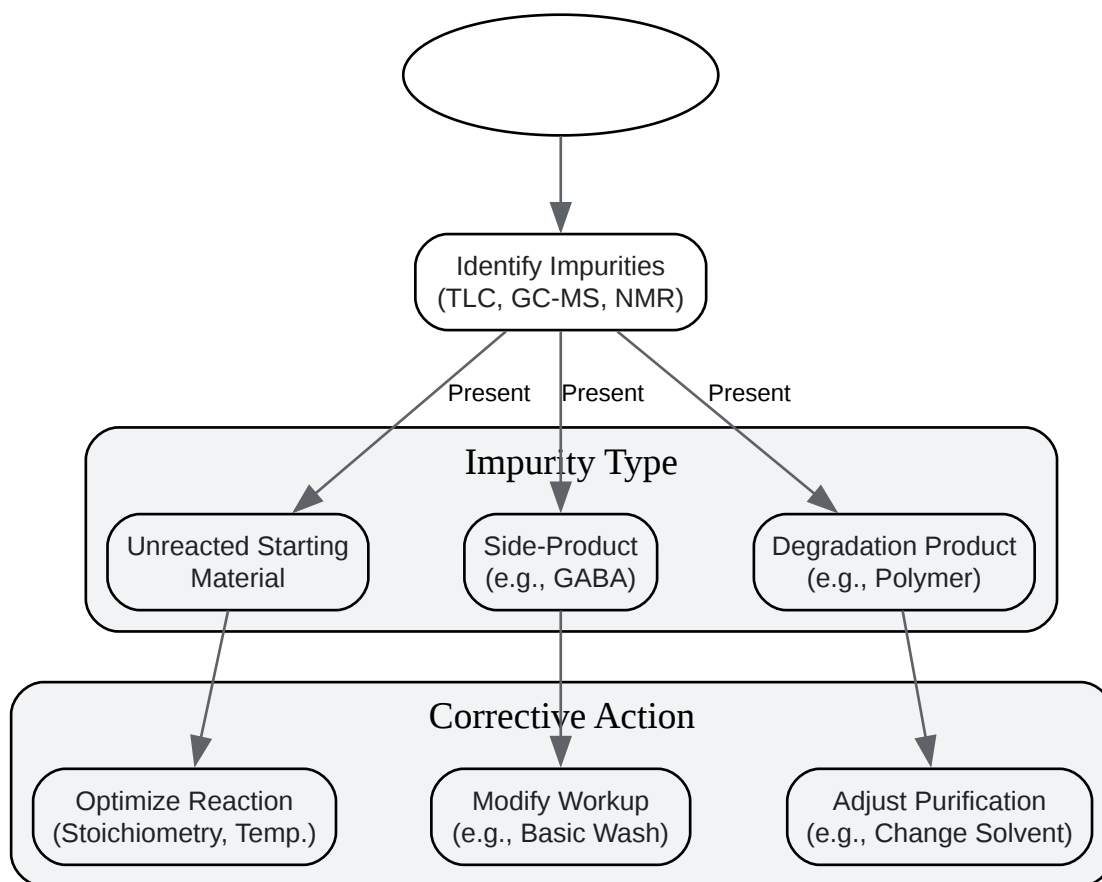 Identify Impurities
(TLC, GC-MS, NMR)
Present
Present
Present
Impurity Type
Unreacted Starting
Material
Side-Product
(e.g., GABA)
Degradation Product
(e.g., Polymer)
Corrective Action
Optimize Reaction
(Stoichiometry, Temp.)
Modify Workup
(e.g., Basic Wash)
Adjust Purification
(e.g., Change Solvent)